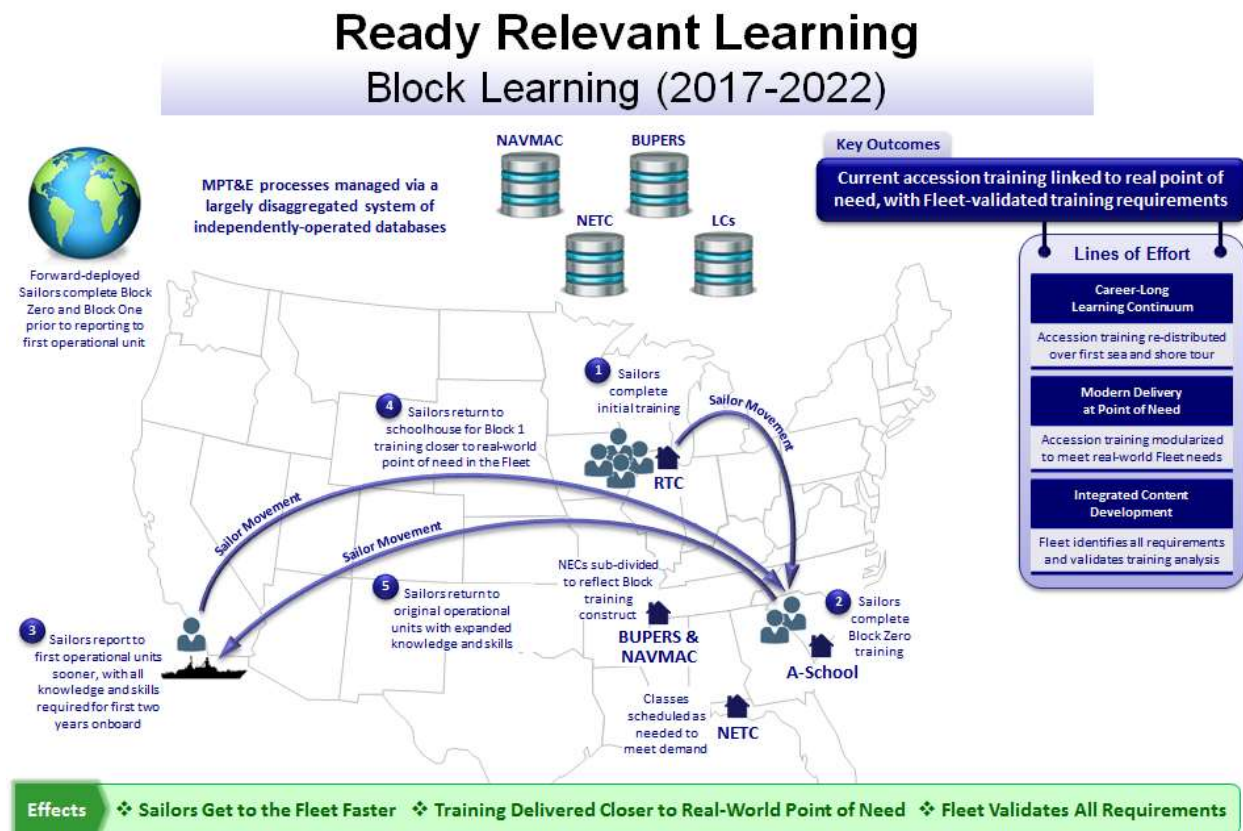 Ready Relevant Learning
Block Learning (2017-2022)
Forward-deployed
Sailors complete Block
Zero and Block One
prior to reporting to
first operational unit
MPT&E processes managed via a
largely disaggregated system of
independently-operated databases
NAVMAC
BUPERS
NETC
LCs
Key Outcomes
Current accession training linked to real point of
need, with Fleet-validated training requirements
Lines of Effort
Career-Long
Learning Continuum
Accession training re-distributed
over first sea and shore tour
Modern Delivery
at Point of Need
Accession training modularized
to meet real-world Fleet needs
Integrated Content
Development
Fleet identifies all requirements
and validates training analysis
1
Sailors
complete
initial training
RTC
Sailor Movement
2
Sailors
complete
Block Zero
training
A-School
3
Sailors report to
first operational units
sooner, with all
knowledge and skills
required for first two
years onboard
4
Sailors return to
schoolhouse for Block 1
training closer to real-world
point of need in the Fleet
Sailor Movement
Sailor Movement
5
Sailors return to
original operational
units with expanded
knowledge and skills
NECs sub-divided
to reflect Block
training
construct
BUPERS &
NAVMAC
Classes
scheduled as
needed to
meet demand
NETC
Effects
❖ Sailors Get to the Fleet Faster ❖ Training Delivered Closer to Real-World Point of Need ❖ Fleet Validates All Requirements